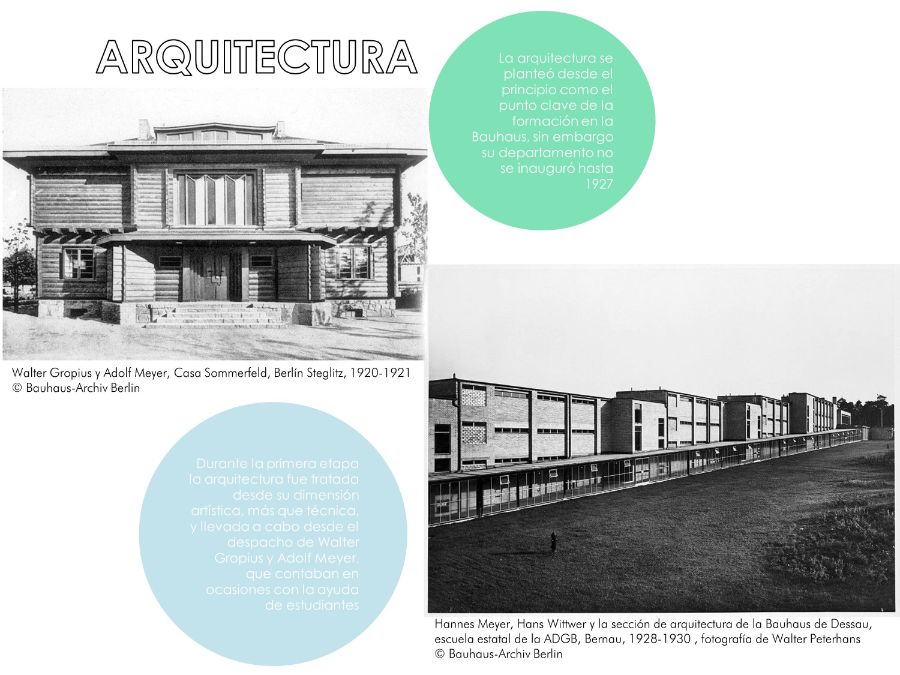 ARQUITECTURA
La arquitectura se
planteó desde el
principio como el
punto clave de la
formación en la
Bauhaus, sin embargo
su departamento no
se inauguró hasta
1927
Walter Gropius y Adolf Meyer, Casa Sommerfeld, Berlín Steglitz, 1920-1921
© Bauhaus-Archiv Berlin
Durante la primera etapa
la arquitectura fue tratada
desde su dimensión
artística, más que técnica,
y llevada a cabo desde el
despacho de Walter
Gropius y Adolf Meyer,
que contaban en
ocasiones con la ayuda
de estudiantes
Hannes Meyer, Hans Wittwer y la sección de arquitectura de la Bauhaus de Dessau,
escuela estatal de la ADGB, Bernau, 1928-1930 , fotografía de Walter Peterhans
© Bauhaus-Archiv Berlin